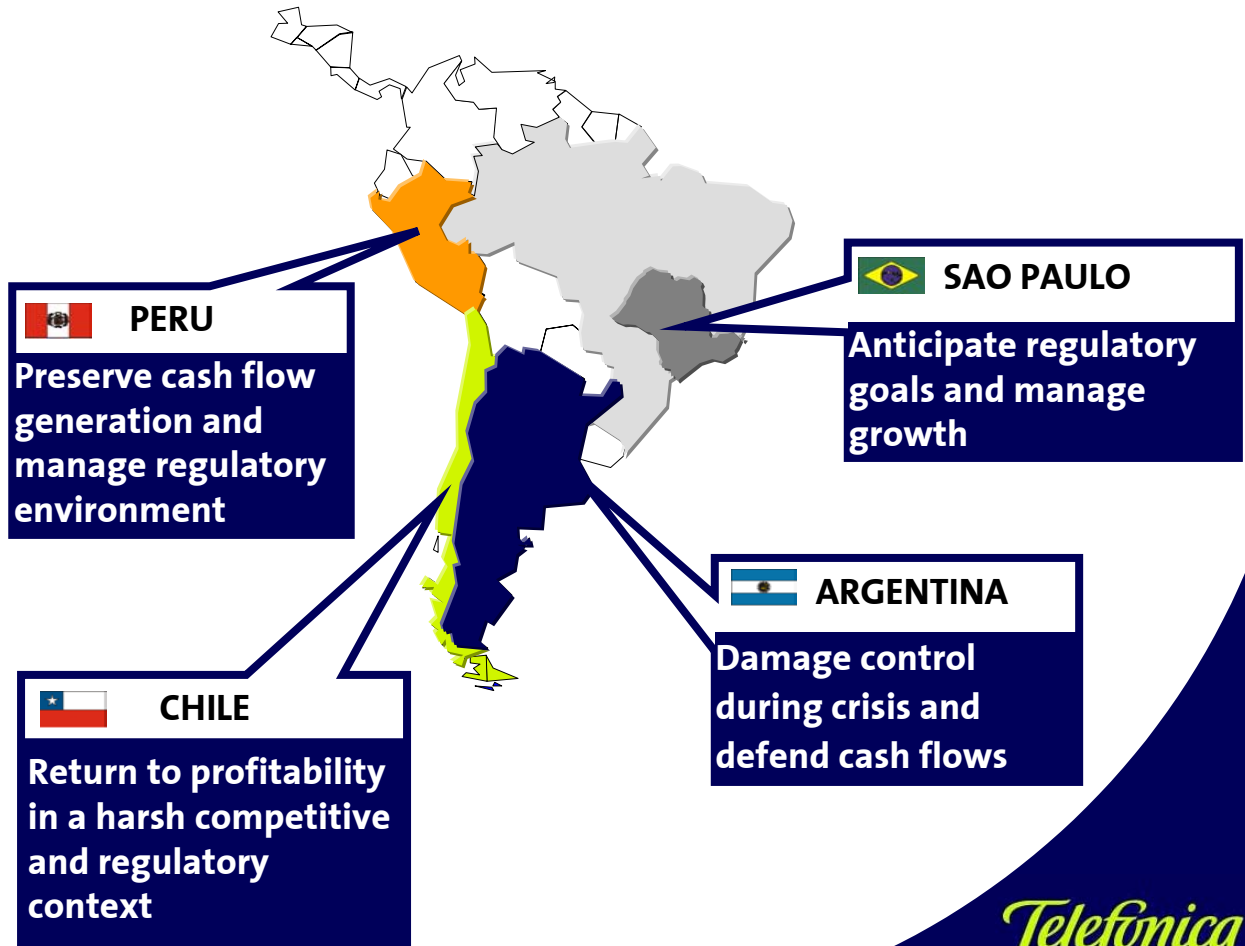 PERU
Preserve cash flow
generation and
manage regulatory
environment
SAO PAULO
Anticipate regulatory
goals and manage
growth
CHILE
Return to profitability
in a harsh competitive
and regulatory
context
ARGENTINA
Damage control
during crisis and
defend cash flows
Telefónica